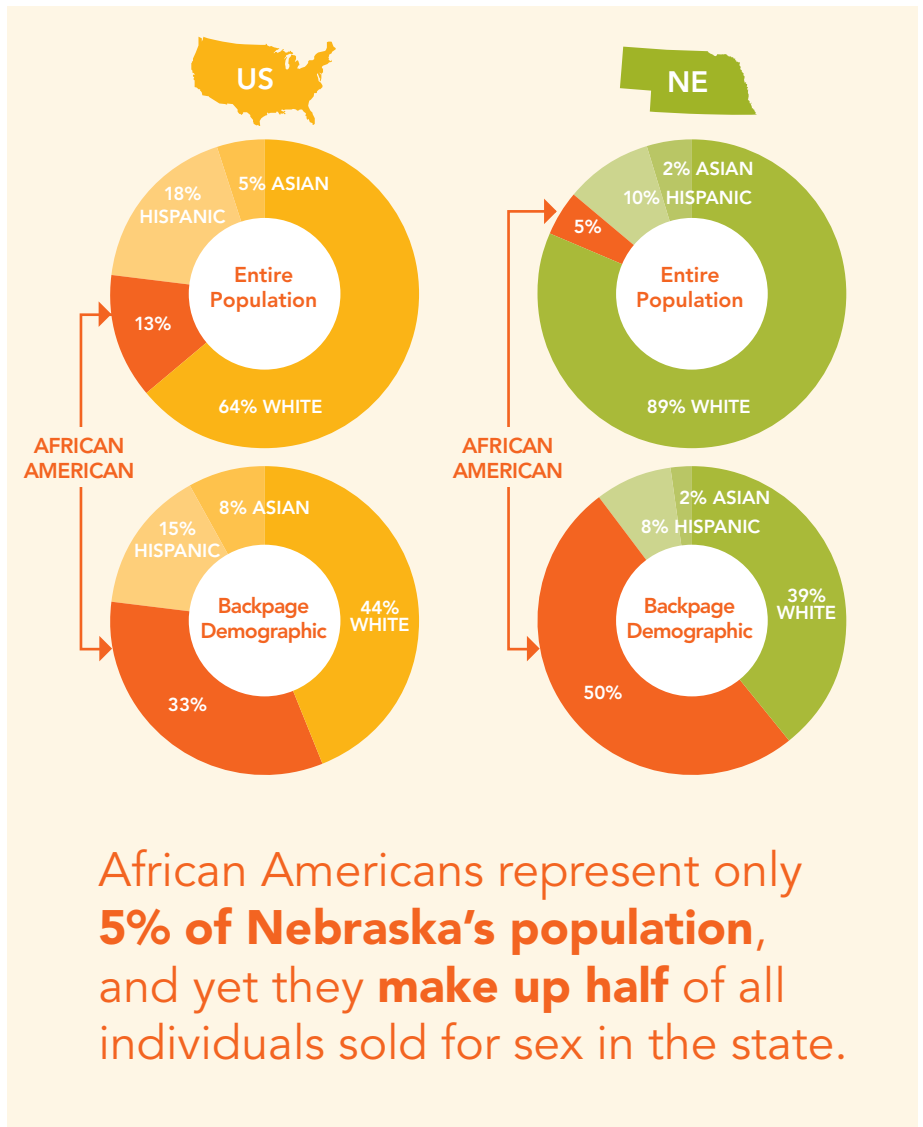 US
5% ASIAN
18%
HISPANIC
Entire
Population
13%
64% WHITE
NE
2% ASIAN
10% HISPANIC
5%
Entire
Population
89% WHITE
AFRICAN
AMERICAN
AFRICAN
AMERICAN
8% ASIAN
15%
HISPANIC
Backpage
Demographic
44%
WHITE
33%
2% ASIAN
8% HISPANIC
39%
WHITE
Backpage
Demographic
50%
African Americans represent only
5% of Nebraska's population,
and yet they make up half of all
individuals sold for sex in the state.